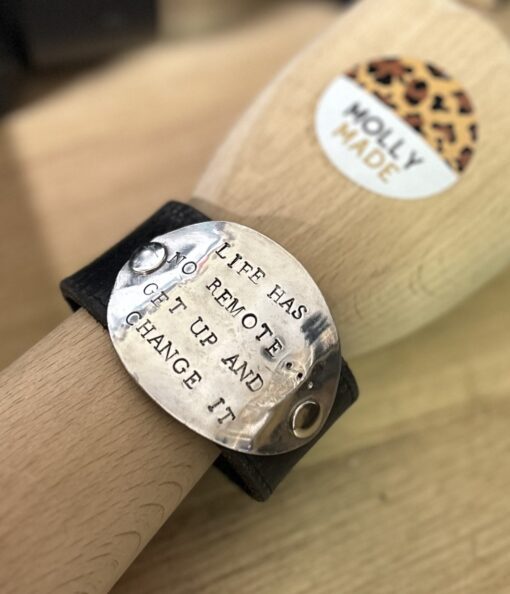 MOLLY
MADE
LIFE HAS
NO REMOTE...
GET UP AND
CHANGE IT